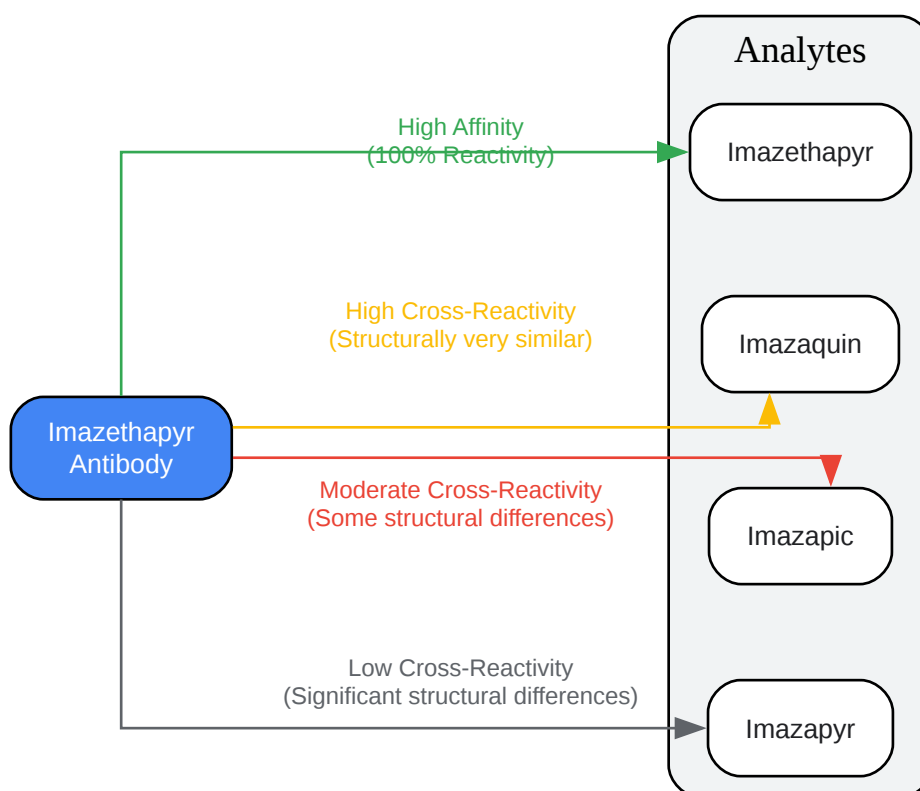 Analytes
High Affinity
(100% Reactivity)
Imazethapyr
High Cross-Reactivity
(Structurally very similar)
Imazaquin
Imazethapyr
Antibody
Moderate Cross-Reactivity
(Some structural differences)
Imazapic
Low Cross-Reactivity
(Significant structural differences)
Imazapyr